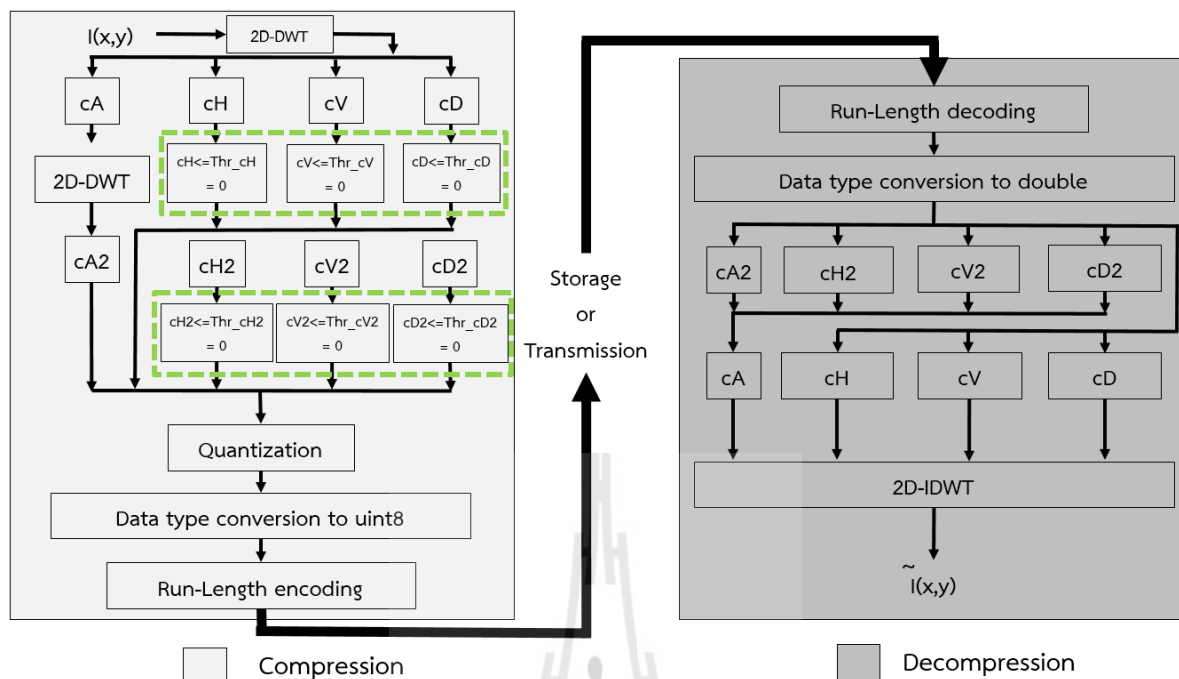 I(x,y)
2D-DWT
cA
cH
cV
cD
2D-DWT
cH<=Thr_cH
= 0
cV<=Thr_cV
= 0
cD<=Thr_cD
= 0
cA2
cH2
cV2
cD2
cH2<=Thr_cH2
= 0
cV2<=Thr_cV2
= 0
cD2<=Thr_cD2
= 0
Quantization
Data type conversion to uint8
Run-Length encoding
Compression
Storage
or
Transmission
Run-Length decoding
Data type conversion to double
cA2
cH2
cV2
cD2
cA
cH
cV
cD
2D-IDWT
~
I(x,y)
Decompression